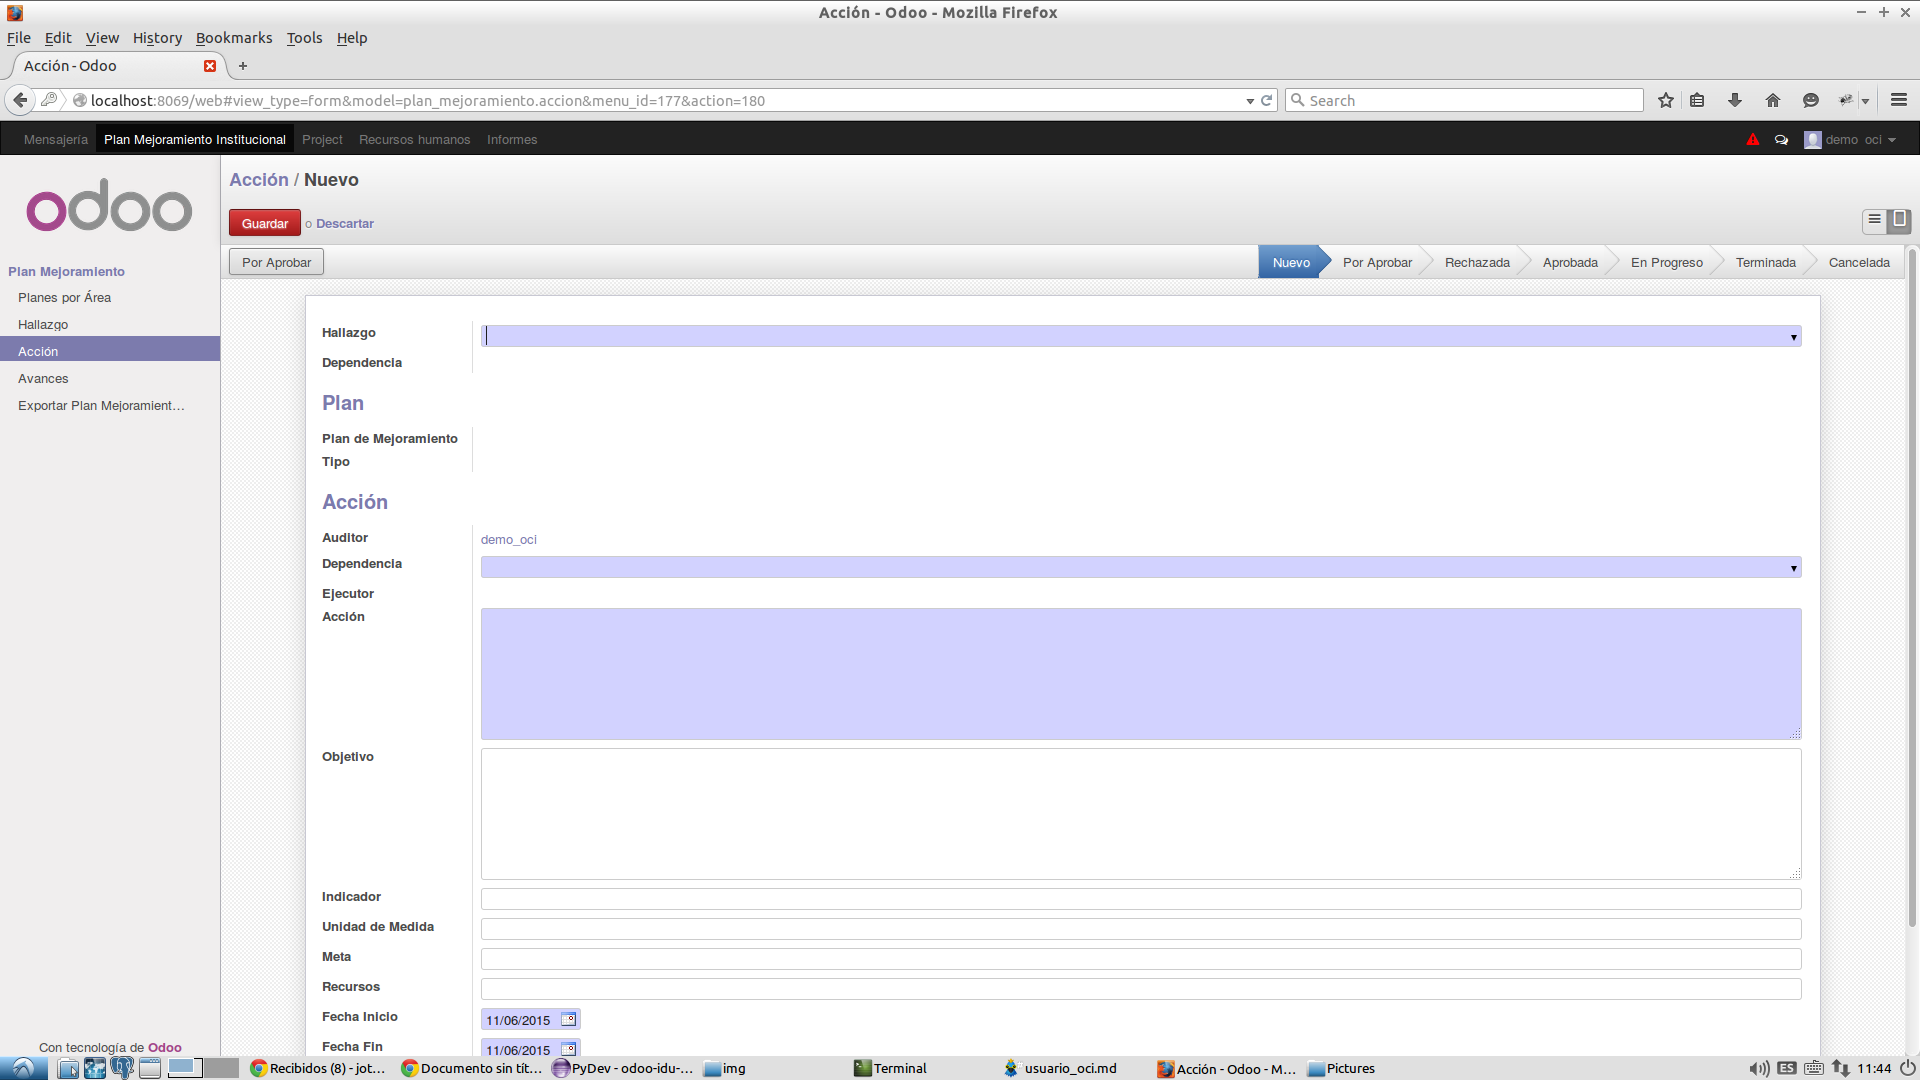 Acción - Odoo - Mozilla Firefox
File Edit View History Bookmarks Tools Help
Acción - Odoo
localhost:8069/web#view_type=form&model=plan_mejoramiento.accion&menu_id=177&action=180
Search
Mensajería Plan Mejoramiento Institucional Project Recursos humanos Informes
demo oci
odoo
Acción / Nuevo
Guardar o Descartar
Por Aprobar
Nuevo Por Aprobar Rechazada Aprobada En Progreso Terminada Cancelada
Plan Mejoramiento
Planes por Área
Hallazgo
Acción
Avances
Exportar Plan Mejoramient...
Hallazgo
Dependencia
Plan
Plan de Mejoramiento
Tipo
Acción
Auditor demo_oci
Dependencia
Ejecutor
Acción
Objetivo
Indicador
Unidad de Medida
Meta
Recursos
Fecha Inicio 11/06/2015
Fecha Fin 11/06/2015
Con tecnología de Odoo
Recibidos (8) - jot... Documento sin tít... PyDev - odoo-idu-... img Terminal usuario_oci.md Acción - Odoo - M... Pictures ES 11:44